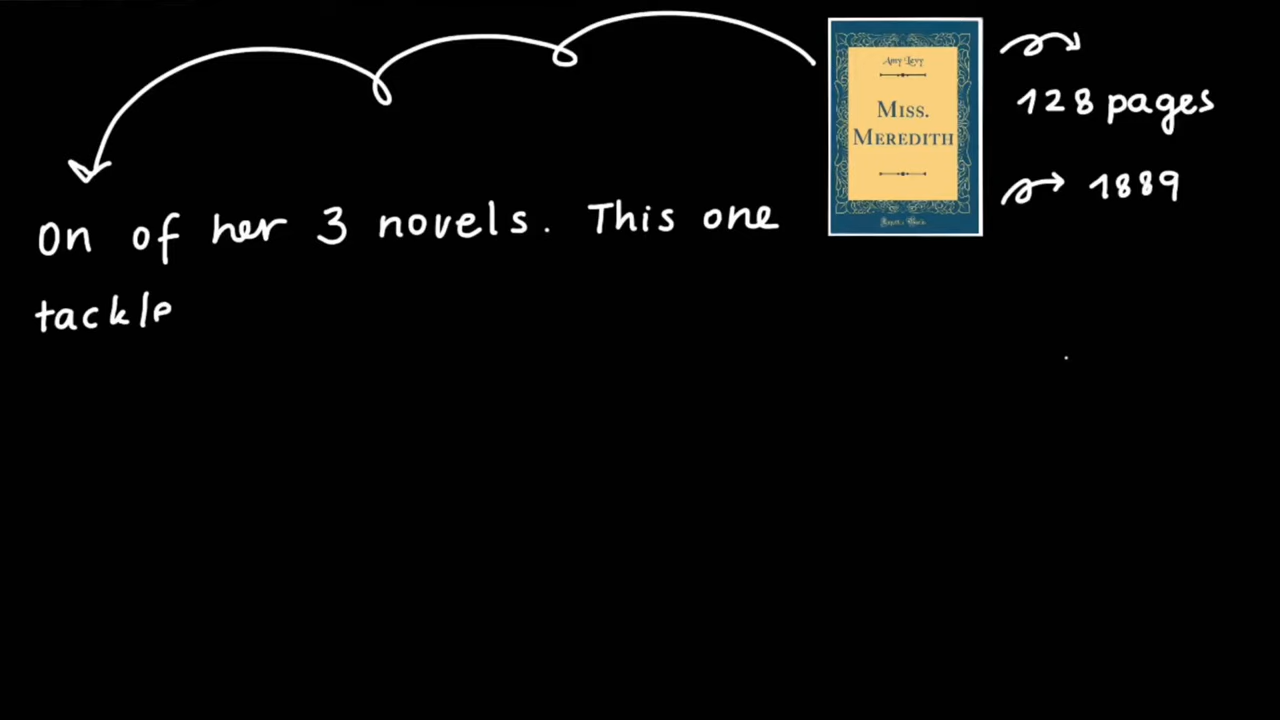 Amy Levy
MISS.
MEREDITH
128 pages
1889
On of her 3 novels. This one
tackle